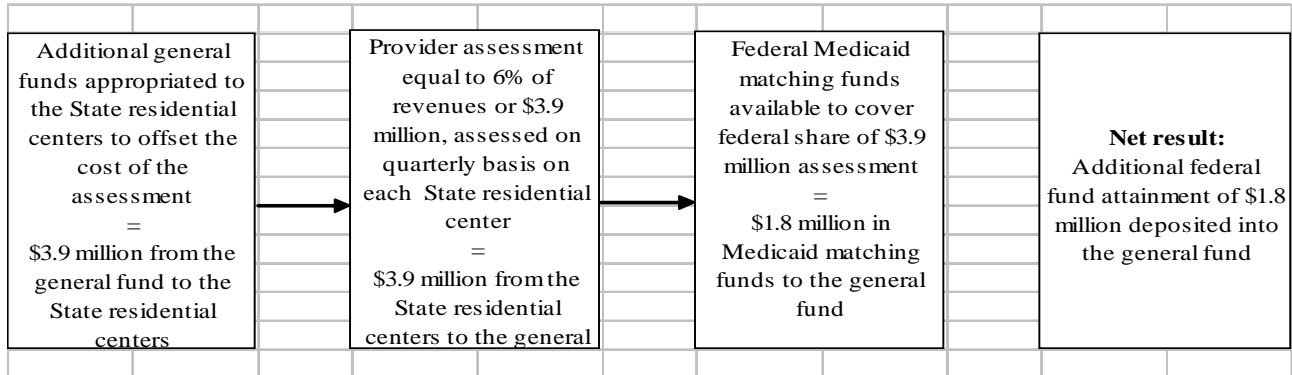 Additional general
funds appropriated to
the State residential
centers to offset the
cost of the
assessment
=
$3.9 million from the
general fund to the
State residential
centers
Provider assessment
equal to 6% of
revenues or $3.9
million, assessed on
quarterly basis on
each State residential
center
=
$3.9 million from the
State residential
centers to the general
Federal Medicaid
matching funds
available to cover
federal share of $3.9
million assessment
=
$1.8 million in
Medicaid matching
funds to the general
fund
Net result:
Additional federal
fund attainment of $1.8
million deposited into
the general fund